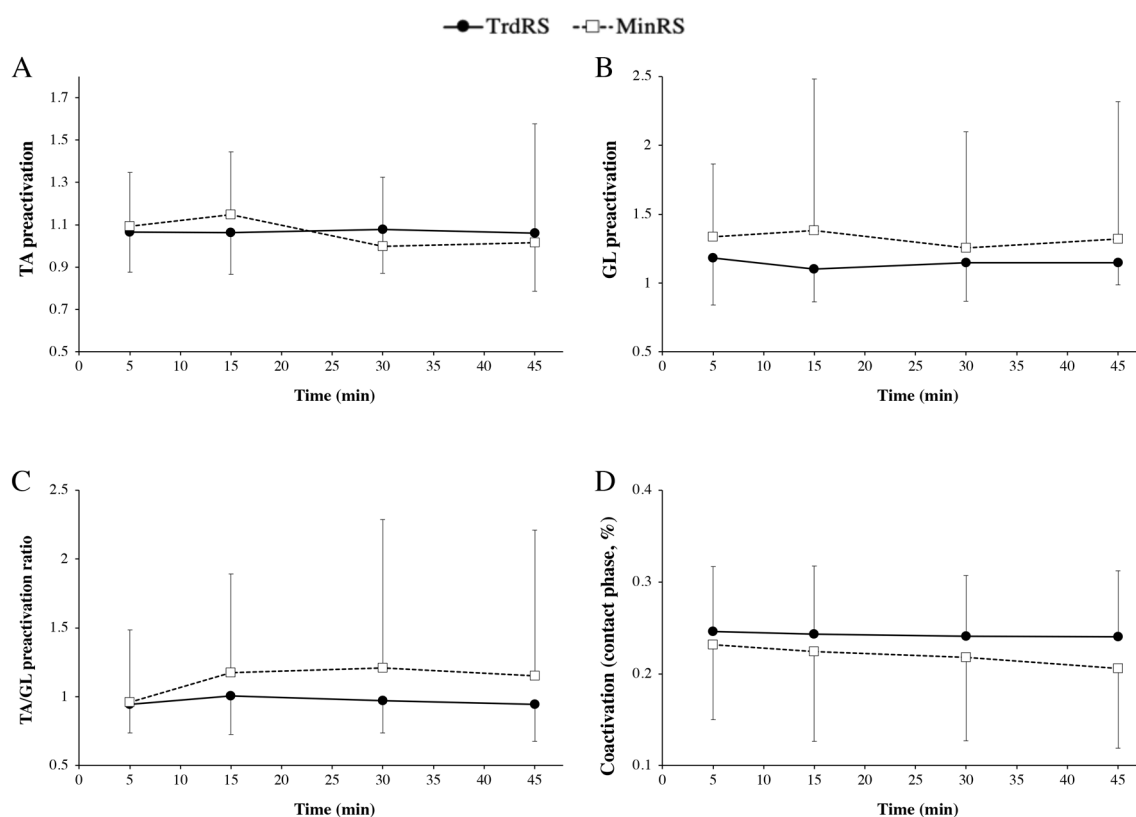 TrdRS MinRS
A
TA preactivation
1.7
1.5
1.3
1.1
0.9
0.7
0.5
0 5 10 15 20 25 30 35 40 45
Time (min)
B
GL preactivation
2.5
2
1.5
1
0.5
0 5 10 15 20 25 30 35 40 45
Time (min)
C
TA/GL preactivation ratio
2.5
2
1.5
1
0.5
0 5 10 15 20 25 30 35 40 45
Time (min)
D
Coactivation (contact phase, %)
0.4
0.3
0.2
0.1
0 5 10 15 20 25 30 35 40 45
Time (min)